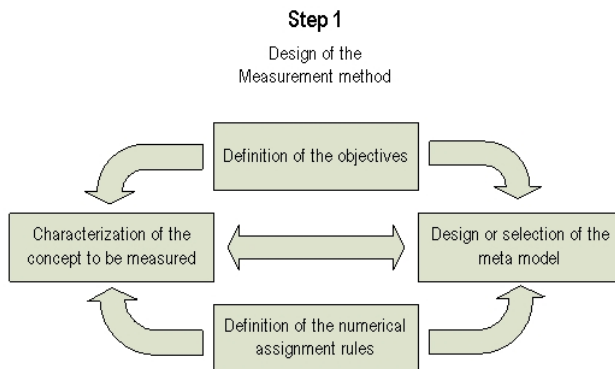 Step 1
Design of the
Measurement method
Definition of the objectives
Characterization of the
concept to be measured
Design or selection of the
meta model
Definition of the numerical
assignment rules